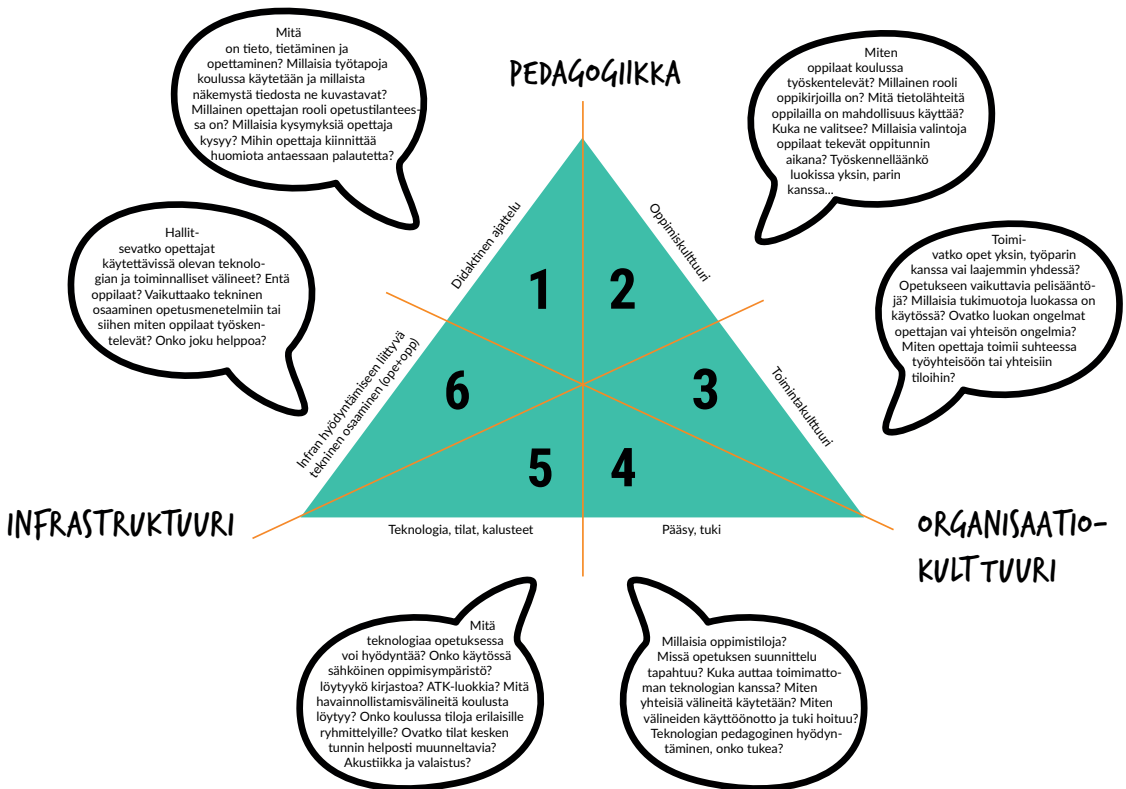 Mitä
on tieto, tietäminen ja
opettaminen? Millaisia työtapoja
koulussa käytetään ja millaista
näkemystä tiedosta ne kuvastavat?
Millainen opettajan rooli opetustilantees-
sa on? Millaisia kysymyksiä opettaja
kysyy? Mihin opettaja kiinnittää
huomiota antaessaan palautetta?
PEDAGOGIIKKA
Miten
oppilaat koulussa
työskentelevät? Millainen rooli
oppikirjoilla on? Mitä tietolähteitä
oppilailla on mahdollisuus käyttää?
Kuka ne valitsee? Millaisia valintoja
oppilaat tekevät oppitunnin
aikana? Työskennelläänkö
luokissa yksin, parin
kanssa...
Hallit-
sevatko opettajat
käytettävissä olevan teknolo-
gian ja toiminnalliset välineet? Entä
oppilaat? Vaikuttaako tekninen
osaaminen opetusmenetelmiin tai
siihen miten oppilaat työsken-
televät? Onko joku helppoa?
Didaktinen ajattelu
Oppimiskulttuuri
Toimi-
vatko opet yksin, työparin
kanssa vai laajemmin yhdessä?
Opetukseen vaikuttavia pelisääntö-
jä? Millaisia tukimuotoja luokassa on
käytössä? Ovatko luokan ongelmat
opettajan vai yhteisön ongelmia?
Miten opettaja toimii suhteessa
työyhteisöön tai yhteisiin
tiloihin?
1
2
Infran hyödyntämiseen liittyvä
tekninen osaaminen (ope+opp)
6
3
Toimintakulttuuri
5
4
INFRASTRUKTUURI
ORGANISAATIO-
KULTTUURI
Teknologia, tilat, kalusteet
Pääsy, tuki
Mitä
teknologiaa opetuksessa
voi hyödyntää? Onko käytössä
sähköinen oppimisympäristö?
löytyykö kirjastoa? ATK-luokkia? Mitä
havainnollistamisvälineitä koulusta
löytyy? Onko koulussa tiloja erilaisille
ryhmittelyille? Ovatko tilat kesken
tunnin helposti muunneltavia?
Akustiikka ja valaistus?
Millaisia oppimistiloja?
Missä opetuksen suunnittelu
tapahtuu? Kuka auttaa toimimatto-
man teknologian kanssa? Miten
yhteisiä välineitä käytetään? Miten
välineiden käyttöönotto ja tuki hoituu?
Teknologian pedagoginen hyödyn-
täminen, onko tukea?